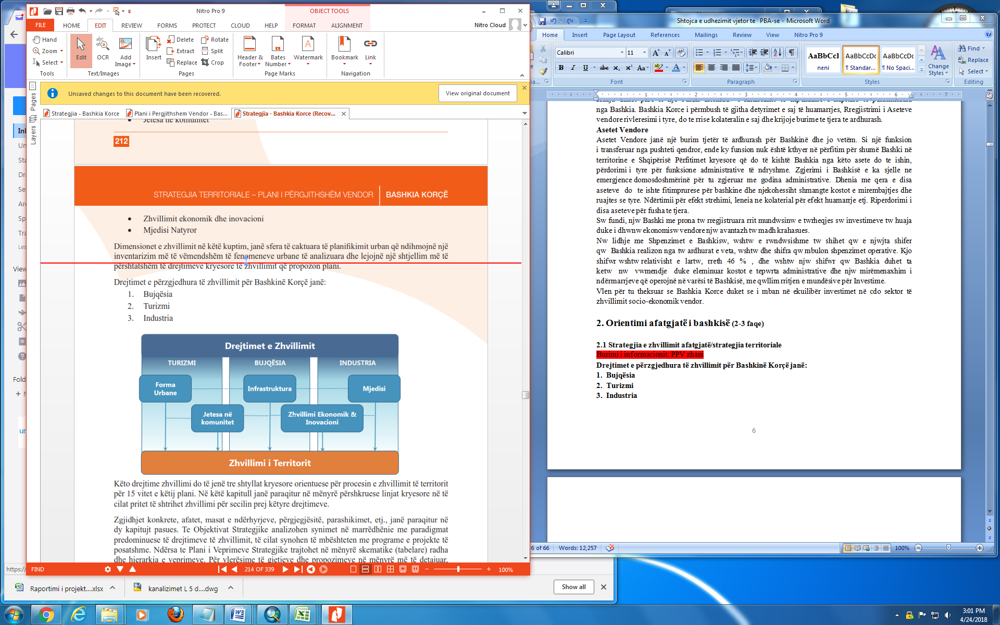 Nitro Pro 9
OBJECT TOOLS
FILE
HOME
EDIT
REVIEW
FORMS
PROTECT
CLOUD
HELP
FORMAT
ALIGNMENT
Nitro Cloud
Hand
Zoom
Select
Tools
Edit
OCR
Add Image
Text/Images
Insert
Delete
Extract
Replace
Rotate
Split
Crop
Pages
Header & Footer
Bates Number
Watermark
Page Marks
Bookmark
Link
Navigation
Unsaved changes to this document have been recovered.
View original document
Pages
Layers
Strategjia - Bashkia Korce
Plani i Pergjithshem Vendor - Bas...
Strategjia - Bashkia Korce (Recov...
Jetesa në komunitet
212
STRATEGJIA TERRITORIALE – PLANI I PËRGJITHSHËM VENDOR
BASHKIA KORÇË
• Zhvillimit ekonomik dhe inovacioni
• Mjedisi Natyror
Dimensionet e zhvillimit në këtë kuptim, janë sfera të caktuara të planifikimit urban që ndihmojnë një
inventarizim më të vëmendshëm të fenomeneve urbane të analizuara dhe lejojnë një shtjellim më të
përshtatshëm të drejtimeve kryesore të zhvillimit që propozon plani.
Drejtimet e përzgjedhura të zhvillimit për Bashkinë Korçë janë:
1. Bujqësia
2. Turizmi
3. Industria
Drejtimet e Zhvillimit
TURIZMI
BUJQËSIA
INDUSTRIA
Forma Urbane
Infrastruktura
Mjedisi
Jetesa në komunitet
Zhvillimi Ekonomik & Inovacioni
Zhvillimi i Territorit
Këto drejtime zhvillimi do të jenë tre shtyllat kryesore orientuese për procesin e zhvillimit të territorit
për 15 vitet e këtij plani. Në këtë kapitull janë paraqitur në mënyrë përshkruese linjat kryesore në të
cilat pritet të shtrihet zhvillimi për secilin prej këtyre drejtimeve.
Zgjidhjet konkrete, afatet, masat e ndërhyrjeve, përgjegjësitë, parashikimet, etj., janë paraqitur në
dy kapitujt pasues. Te Objektivat Strategjike analizohen synimet në marrëdhënie me paradigmat
predominuese të drejtimeve të zhvillimit, të cilat synohen të mbështeten me programe e projekte të
posatshme. Ndërsa te Plani i Veprimeve Strategjike trajtohet në mënyrë skematike (tabelare) radha
dhe hierarkia e veprimeve. Për vlerësime të gjetjeve dhe propozimeve në mënyrë më të detajuar,
FIND
214 OF 339
100%
Shtojca e udhezimit vjetor te PBA-se - Microsoft Word
Home
Insert
Page Layout
References
Mailings
Review
View
Nitro Pro 9
Calibri
11
Font
Paragraph
AaBbCcI
neni
AaBbCcDc
¶ Standar...
AaBbCcDc
¶ No Spaci...
Change Styles
Styles
Find
Replace
Select
Editing
1 2 3 4 5 6 7
nga Bashkia. Bashkia Korce i përmbush të gjitha detyrimet e saj të huamarrjes, Rregjistrimi i Aseteve
vendore rivleresimi i tyre, do te rrise kolateralin e saj dhe krijoje burime te tjera te ardhurash.
Asetet Vendore
Asetet Vendore janë një burim tjetër të ardhurash për Bashkinë dhe jo vetëm. Si një funksion
i transferuar nga pushteti qendror, ende ky funsion nuk është kthyer në përfitim për shumë Bashki në
territorine e Shqipërisë Përfitimet kryesore që do të kishtë Bashkia nga këto asete do te ishin,
përdorimi i tyre për funksione administrative të ndryshme. Zgjerimi i Bashkisë e ka sjelle ne
emergjence domosdoshmërinë për tu zgjeruar me godina administrative. Dhenia me qera e disa
aseteve do te ishte fitimprurese për bashkine dhe njekohessiht shmangte kostot e mirembajtjes dhe
ruajtes se tyre. Ndërtimii për efekt strehimi, leneia ne kolaterial për efekt huamarrje etj. Riperdorimi i
disa aseteve për fusha te tjera.
Sw fundi, njw Bashki me prona tw rregjistruara rrit mundwsinw e twrheqjes sw investimeve tw huaja
duke i dhwnw ekonomisw vendore njw avantazh tw madh krahasues.
Nw lidhje me Shpenzimet e Bashkisw, wshtw e rwndwsishme tw shihet qw e njwjta shifer
qw Bashkia realizon nga tw ardhurat e veta, wshtw dhe shifra qw mbulon shpenzimet operative. Kjo
shifwr wshtw relativisht e lartw, rreth 46 % , dhe wshtw njw shifwr qw Bashkia duhet ta
ketw nw vwmendje duke eleminuar kostot e tepwrta administrative dhe njw mirëmenaxhim i
ndërmarrjeve që operojnë në varësi të Bashkisë, me qwllim rritjen e mundësive për Investime.
Vlen për tu theksuar se Bashkia Korce duket se i mban në ekuilibër investimet në cdo sektor të
zhvillimit socio-ekonomik vendor.
2. Orientimi afatgjatë i bashkisë (2-3 faqe)
2.1 Strategjia e zhvillimit afatgjatë/strategjia territoriale
Burimi i informacionit: PPV zhani
Drejtimet e përzgjedhura të zhvillimit për Bashkinë Korçë janë:
1. Bujqësia
2. Turizmi
3. Industria
6
6 of 66
Words: 12,257
100%
Raportimi i projekt....xlsx
kanalizimet L 5 d....dwg
Show all
3:01 PM
4/24/2018